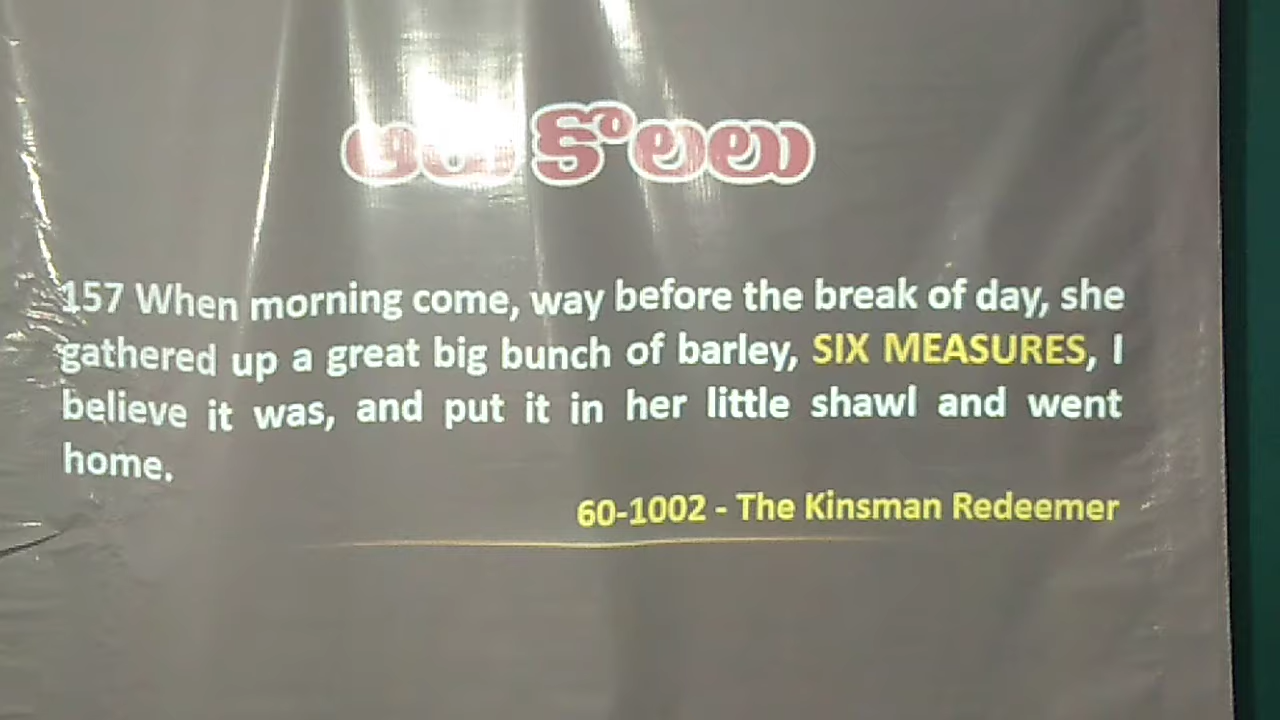 కొలలు
157 When morning come, way before the break of day, she
gathered up a great big bunch of barley, SIX MEASURES, I
believe it was, and put it in her little shawl and went
home.
60-1002 - The Kinsman Redeemer